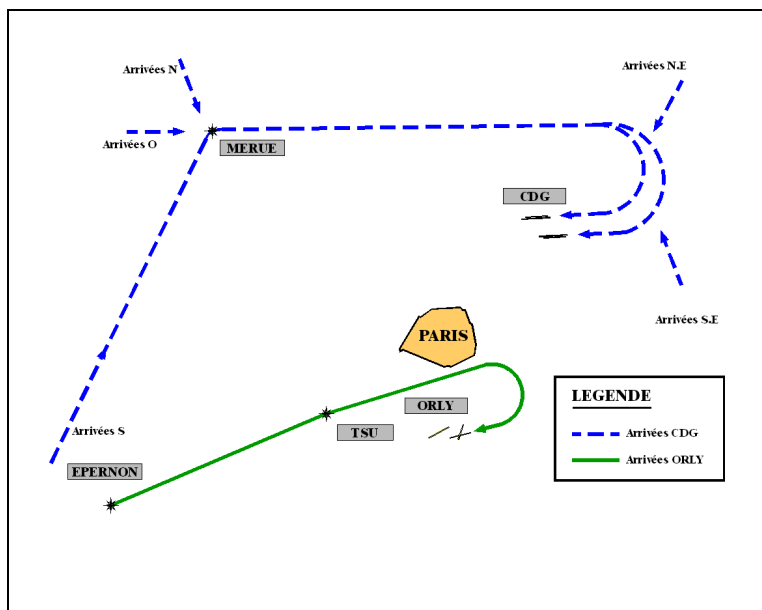 Arrivées N
Arrivées N.E
Arrivées O
MERUE
CDG
PARIS
Arrivées S.E
LEGENDE
ORLY
Arrivées S
TSU
Arrivées CDG
EPERNON
Arrivées ORLY